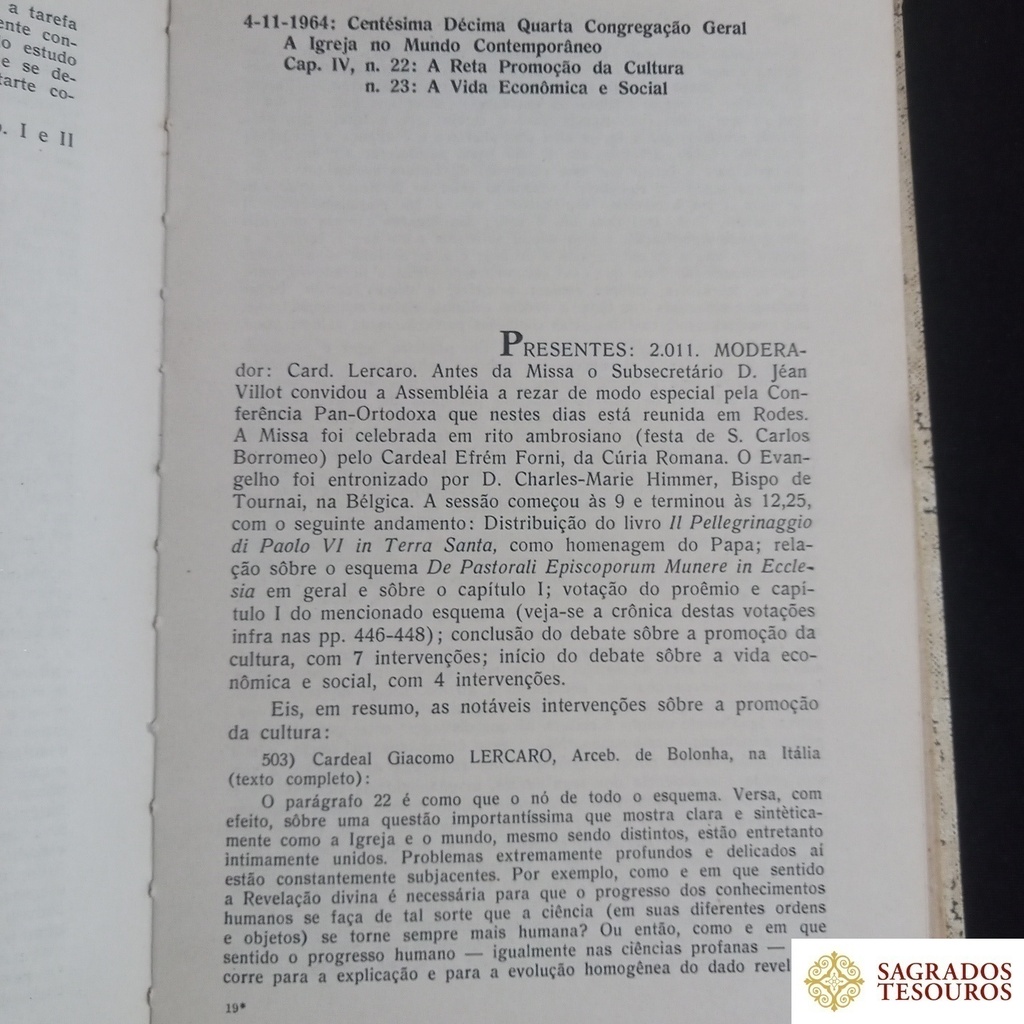 a tarefa
ente con-
o estudo
e se de-
tarte co-
. I e II
4-11-1964: Centésima Décima Quarta Congregação Geral
A Igreja no Mundo Contemporâneo
Cap. IV, n. 22: A Reta Promoção da Cultura
n. 23: A Vida Econômica e Social
PRESENTES: 2.011. MODERA-
dor: Card. Lercaro. Antes da Missa o Subsecretário D. Jéan
Villot convidou a Assembléia a rezar de modo especial pela Con-
ferência Pan-Ortodoxa que nestes dias está reunida em Rodes.
A Missa foi celebrada em rito ambrosiano (festa de S. Carlos
Borromeo) pelo Cardeal Efrém Forni, da Cúria Romana. O Evan-
gelho foi entronizado por D. Charles-Marie Himmer, Bispo de
Tournai, na Bélgica. A sessão começou às 9 e terminou às 12,25,
com o seguinte andamento: Distribuição do livro Il Pellegrinaggio
di Paolo VI in Terra Santa, como homenagem do Papa; rela-
ção sôbre o esquema De Pastorali Episcoporum Munere in Eccle-
sia em geral e sôbre o capítulo I; votação do proêmio e capí-
tulo I do mencionado esquema (veja-se a crônica destas votações
infra nas pp. 446-448); conclusão do debate sôbre a promoção da
cultura, com 7 intervenções; início do debate sôbre a vida eco-
nômica e social, com 4 intervenções.
Eis, em resumo, as notáveis intervenções sôbre a promoção
da cultura:
503) Cardeal Giacomo LERCARO, Arceb. de Bolonha, na Itália
(texto completo):
O parágrafo 22 é como que o nó de todo o esquema. Versa, com
efeito, sôbre uma questão importantíssima que mostra clara e sintètica-
mente como a Igreja e o mundo, mesmo sendo distintos, estão entretanto
intimamente unidos. Problemas extremamente profundos e delicados aí
estão constantemente subjacentes. Por exemplo, como e em que sentido
a Revelação divina é necessária para que o progresso dos conhecimentos
humanos se faça de tal sorte que a ciência (em suas diferentes ordens
e objetos) se torne sempre mais humana? Ou então, como e em que
sentido o progresso humano — igualmente nas ciências profanas —
corre para a explicação e para a evolução homogênea do dado revel
19*
SAGRADOS
TESOUROS